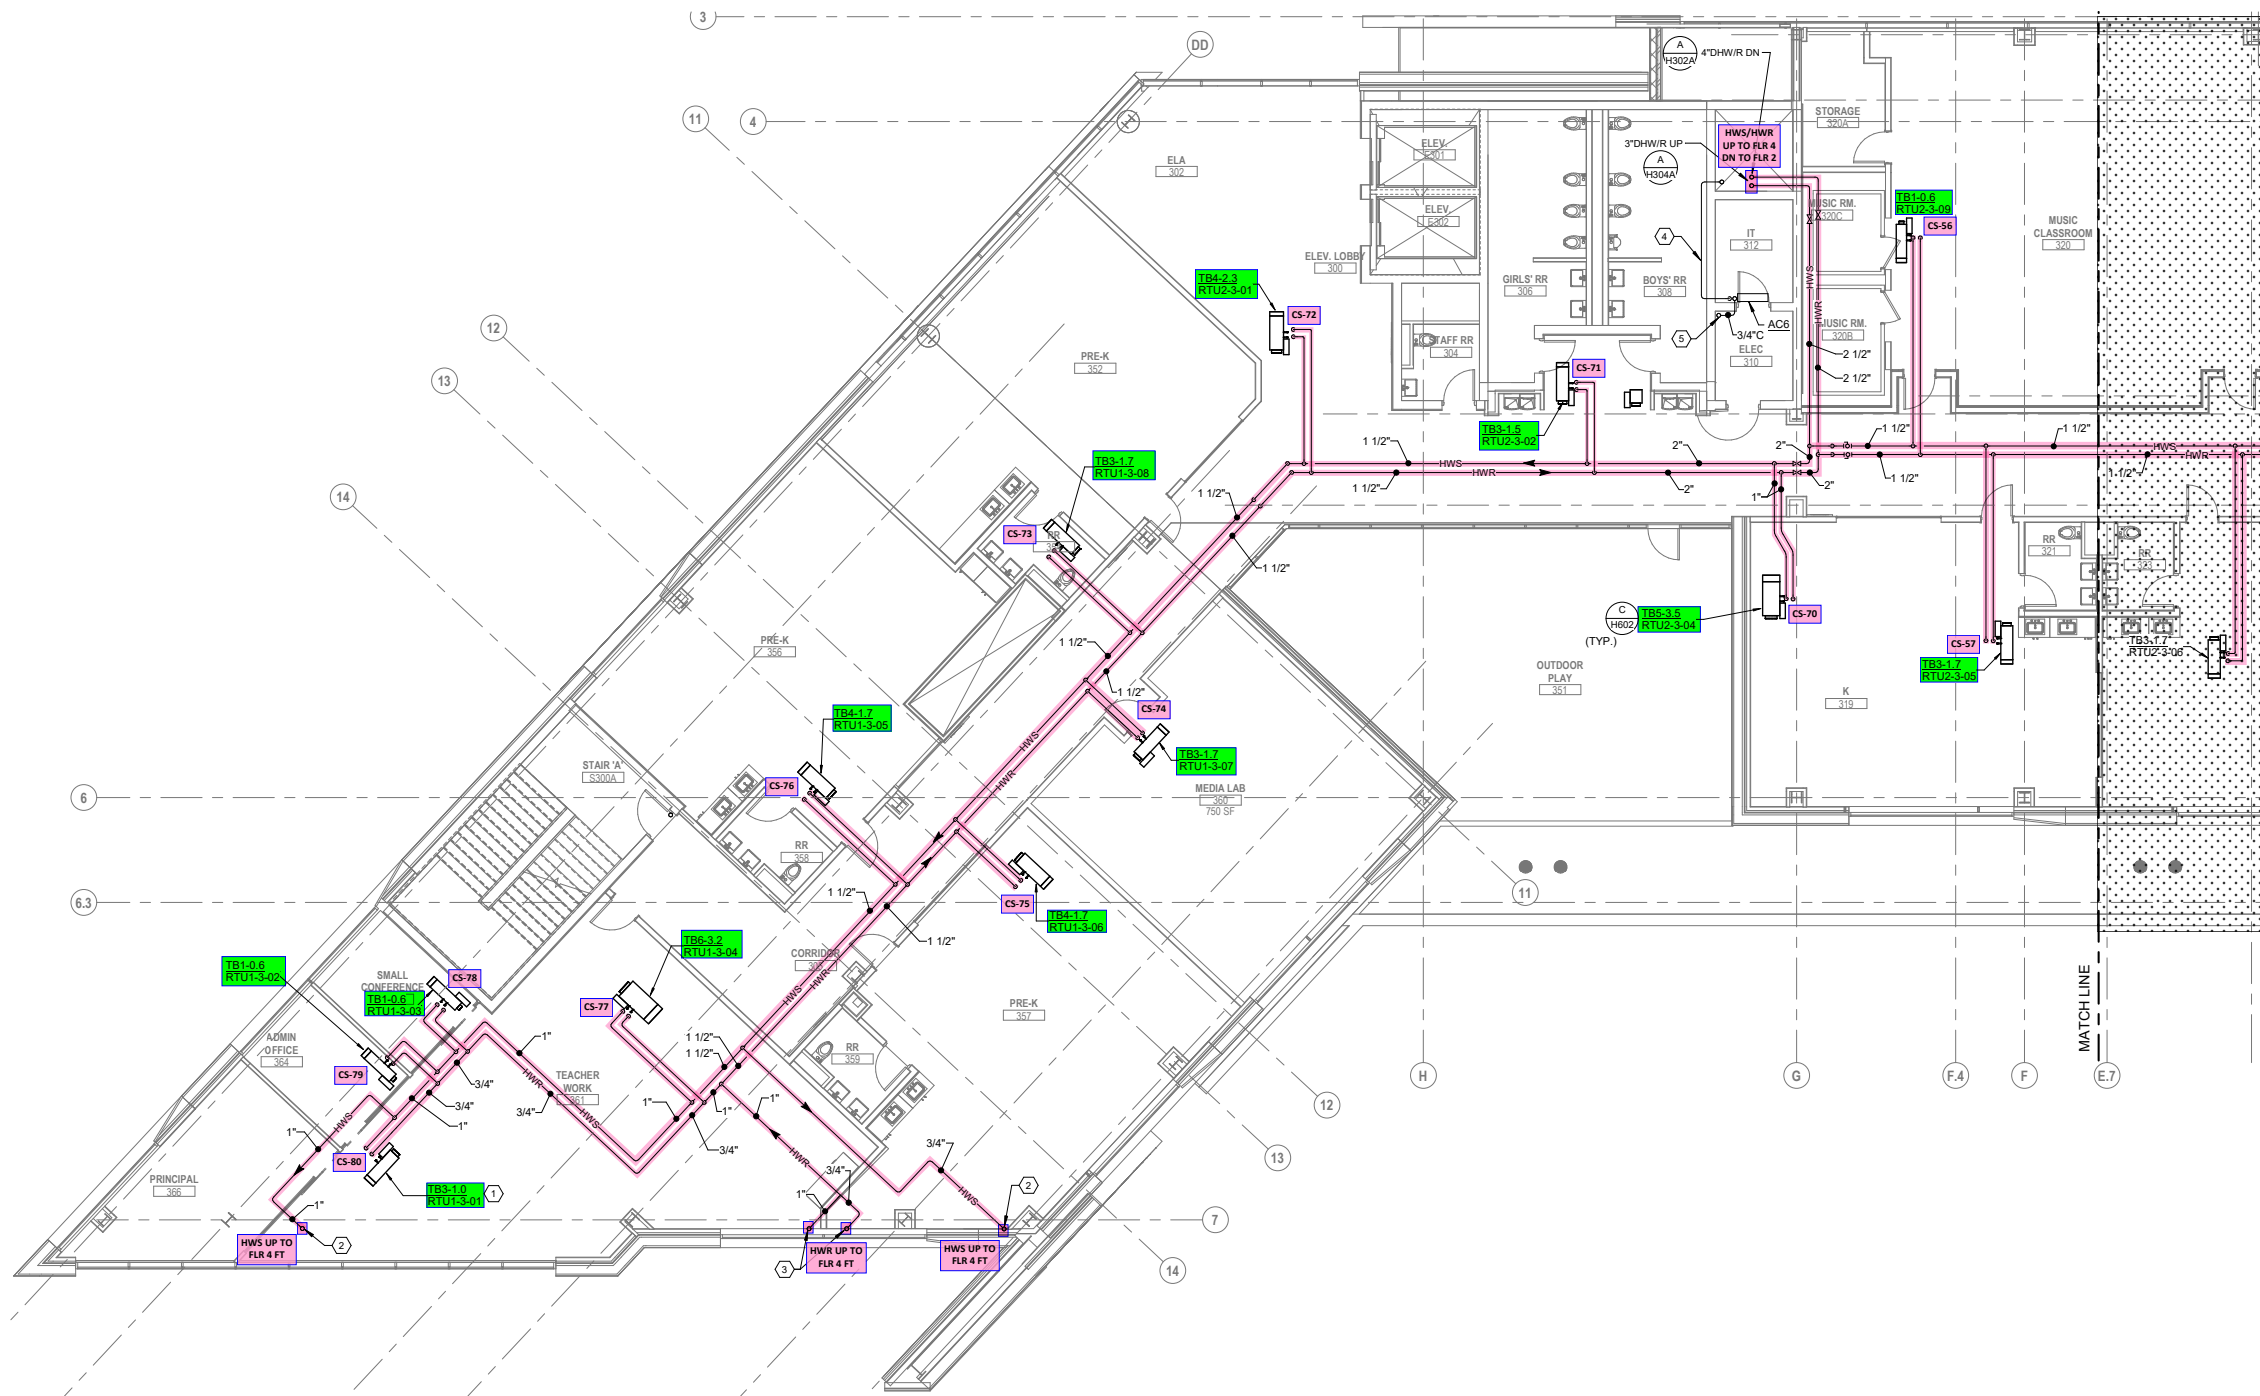 3
DD
A
H302A
4"DHW/R DN
11
4
STORAGE
320A
HWS/HWR
UP TO FLR 4
DN TO FLR 2
3"DHW/R UP
A
H304A
ELEV.
E301
ELA
302
ELEV.
E302
TB1-0.6
RTU2-3-09
CS-56
MUSIC RM.
320C
MUSIC
CLASSROOM
320
IT
312
4
ELEV. LOBBY
300
TB4-2.3
RTU2-3-01
GIRLS' RR
306
BOYS' RR
308
HWS
HWR
CS-72
12
5
3/4"C
AC6
MUSIC RM.
320B
STAFF RR
304
ELEC
310
2 1/2"
2 1/2"
PRE-K
352
CS-71
13
TB3-1.5
RTU2-3-02
1 1/2"
HWS
2"
2"
1 1/2"
1 1/2"
HWS
HWR
1 1/2"
HWR
2"
1"
2"
1 1/2"
1 1/2"
TB3-1.7
RTU1-3-08
14
1 1/2"
CS-73
RR
1 1/2"
RR
321
RR
323
C
H602
TB5-3.5
RTU2-3-04
(TYP.)
CS-70
PRE-K
356
1 1/2"
CS-57
TB3-1.7
RTU2-3-05
TB3-1.7
RTU2-3-06
OUTDOOR
PLAY
351
1 1/2"
K
319
TB4-1.7
RTU1-3-05
CS-74
HWS
TB3-1.7
RTU1-3-07
STAIR 'A'
S300A
HWR
6
CS-76
MEDIA LAB
360
750 SF
RR
358
6.3
1 1/2"
CS-75
TB4-1.7
RTU1-3-06
11
1 1/2"
TB6-3.2
RTU1-3-04
CORRIDOR
TB1-0.6
RTU1-3-02
SMALL
CONFERENCE
CS-78
TB1-0.6
RTU1-3-03
HWS
HWR
CS-77
PRE-K
357
MATCH LINE
ADMIN
OFFICE
364
1"
1 1/2"
1 1/2"
RR
359
CS-79
HWR
3/4"
TEACHER
WORK
361
H
G
F.4
F
E.7
3/4"
3/4"
1"
HWS
1"
1"
1"
3/4"
12
HWS
1"
CS-80
HWR
3/4"
13
PRINCIPAL
366
TB3-1.0
RTU1-3-01
1
3/4"
1"
HWS
2
1"
7
HWS UP TO
FLR 4 FT
2
3
HWR UP TO
FLR 4 FT
HWS UP TO
FLR 4 FT
14